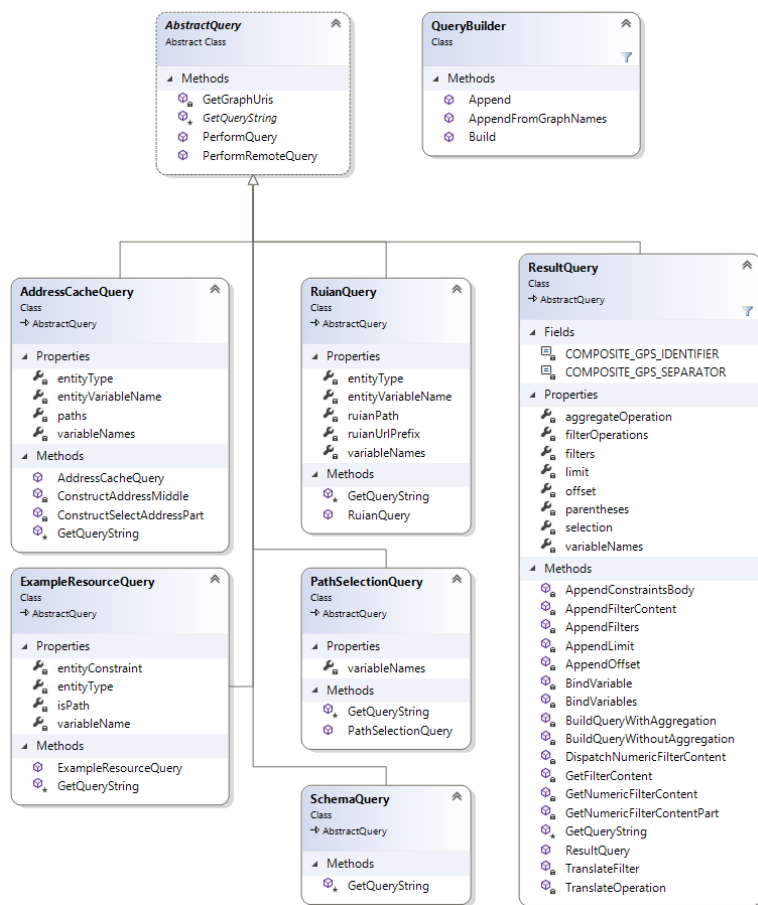 AbstractQuery
Abstract Class
Methods
GetGraphUris
GetQueryString
PerformQuery
PerformRemoteQuery
QueryBuilder
Class
Methods
Append
AppendFromGraphNames
Build
AddressCacheQuery
Class
AbstractQuery
Properties
entityType
entityVariableName
paths
variableNames
Methods
AddressCacheQuery
ConstructAddressMiddle
ConstructSelectAddressPart
GetQueryString
RuianQuery
Class
AbstractQuery
Properties
entityType
entityVariableName
ruianPath
ruianUrlPrefix
variableNames
Methods
GetQueryString
RuianQuery
ResultQuery
Class
AbstractQuery
Fields
COMPOSITE_GPS_IDENTIFIER
COMPOSITE_GPS_SEPARATOR
Properties
aggregateOperation
filterOperations
filters
limit
offset
parentheses
selection
variableNames
Methods
AppendConstraintsBody
AppendFilterContent
AppendFilters
AppendLimit
AppendOffset
BindVariable
BindVariables
BuildQueryWithAggregation
BuildQueryWithoutAggregation
DispatchNumericFilterContent
GetFilterContent
GetNumericFilterContent
GetNumericFilterContentPart
GetQueryString
ResultQuery
TranslateFilter
TranslateOperation
ExampleResourceQuery
Class
AbstractQuery
Properties
entityConstraint
entityType
isPath
variableName
Methods
ExampleResourceQuery
GetQueryString
PathSelectionQuery
Class
AbstractQuery
Properties
variableNames
Methods
GetQueryString
PathSelectionQuery
SchemaQuery
Class
AbstractQuery
Methods
GetQueryString